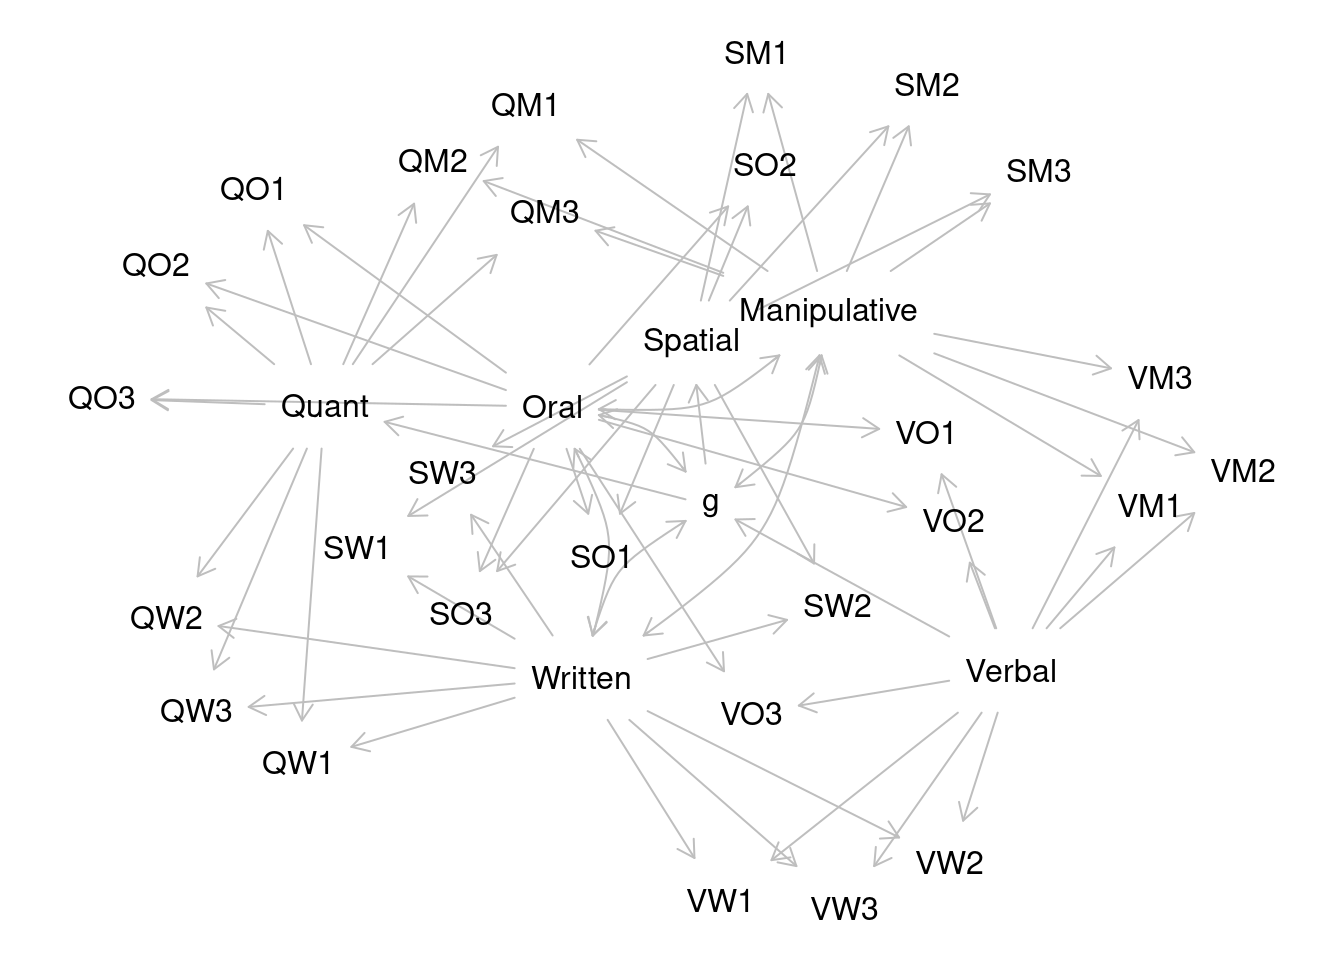 SM1
SM2
QM1
QM2
SO2
SM3
QO1
QM3
QO2
Manipulative
Spatial
VM3
QO3
Quant
Oral
VO1
SW3
VM2
g
VM1
VO2
SW1
SO1
SW2
SO3
QW2
Written
Verbal
QW3
VO3
QW1
VW2
VW1
VW3